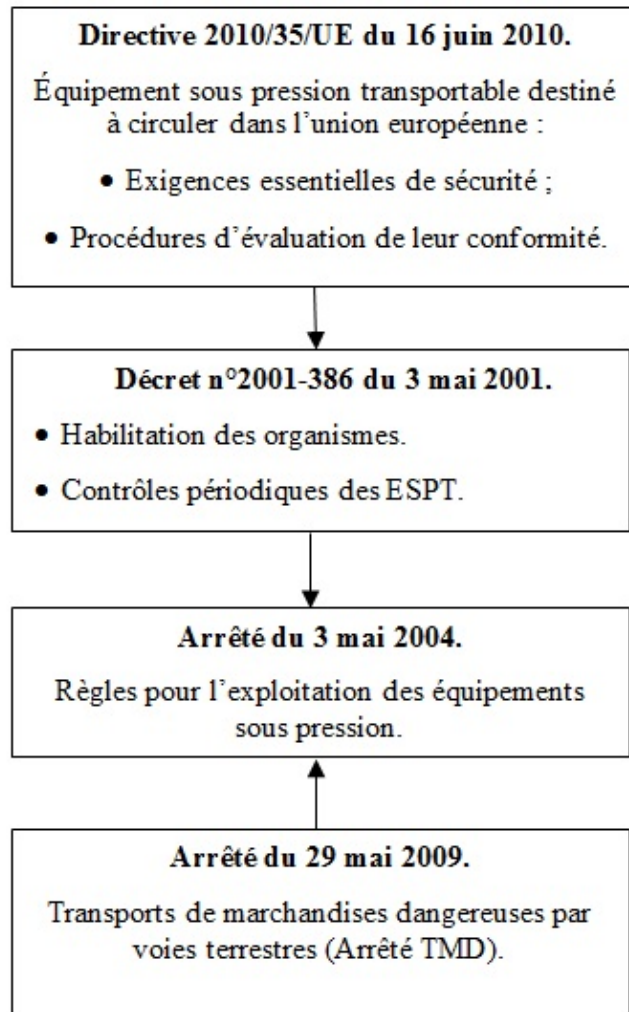 Directive 2010/35/UE du 16 juin 2010.
Équipement sous pression transportable destiné
à circuler dans l'union européenne :
• Exigences essentielles de sécurité ;
• Procédures d'évaluation de leur conformité.
Décret n°2001-386 du 3 mai 2001.
• Habilitation des organismes.
• Contrôles périodiques des ESPT.
Arrêté du 3 mai 2004.
Règles pour l'exploitation des équipements
sous pression.
Arrêté du 29 mai 2009.
Transports de marchandises dangereuses par
voies terrestres (Arrêté TMD).